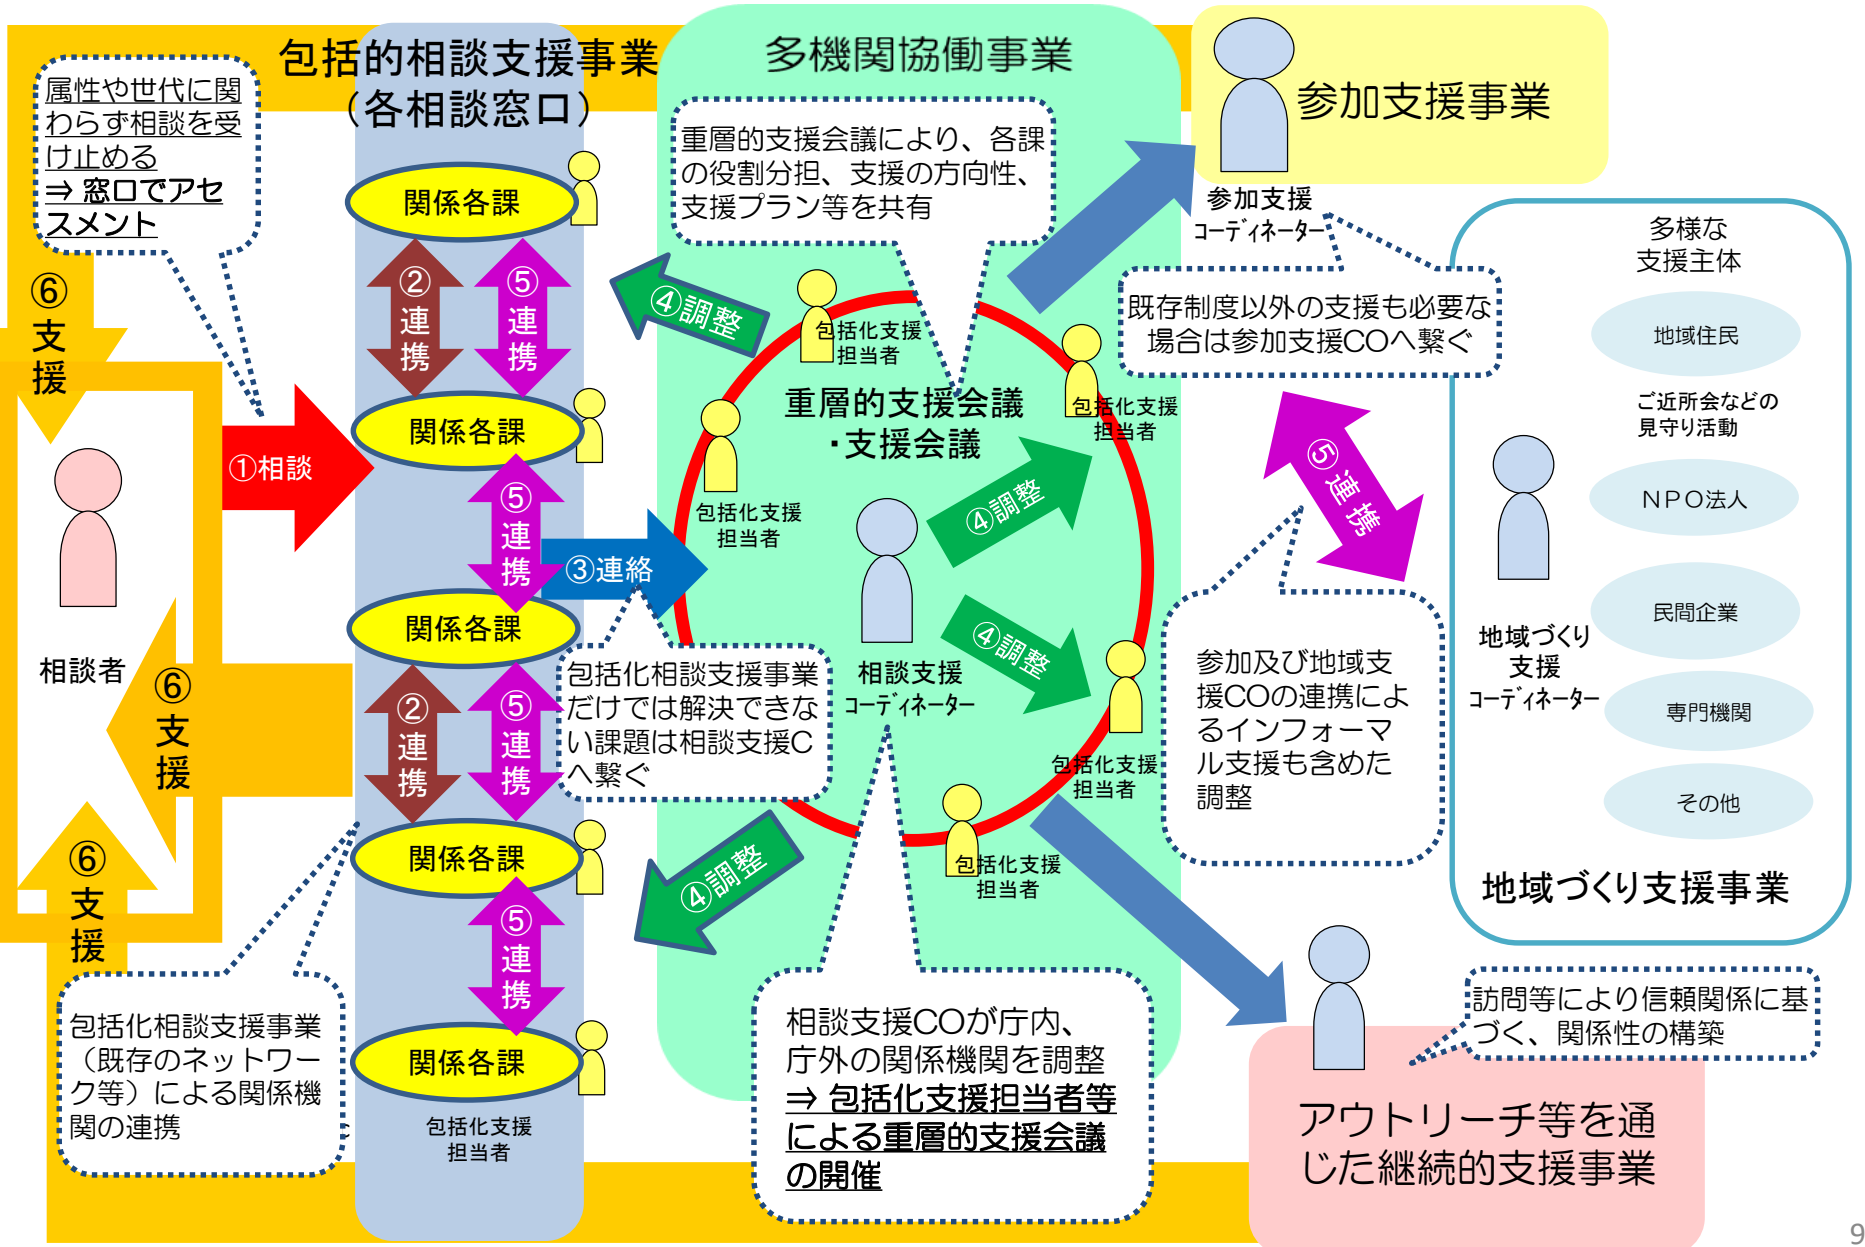 包括的相談支援事業
（各相談窓口）
多機関協働事業
参加支援事業
属性や世代に関
わらず相談を受
け止める
⇒ 窓口でアセ
スメント
重層的支援会議により、各課
の役割分担、支援の方向性、
支援プラン等を共有
参加支援
コーディネーター
既存制度以外の支援も必要な
場合は参加支援COへ繋ぐ
多様な
支援主体
地域住民
ご近所会などの
見守り活動
NPO法人
民間企業
専門機関
その他
地域づくり
支援
コーディネーター
地域づくり支援事業
⑥
支
援
相談者
①相談
⑥
支
援
⑥
支
援
関係各課
②
連
携
⑤
連
携
関係各課
⑤
連
携
③連絡
関係各課
②
連
携
⑤
連
携
関係各課
⑤
連
携
関係各課
包括化支援
担当者
④調整
包括化支援
担当者
重層的支援会議
・支援会議
包括化支援
担当者
包括化支援
担当者
④調整
④調整
相談支援
コーディネーター
包括化支援
担当者
包括化支援
担当者
④調整
包括化相談支援事業
だけでは解決できな
い課題は相談支援C
へ繋ぐ
⑤連携
参加及び地域支
援COの連携によ
るインフォーマ
ル支援も含めた
調整
包括化相談支援事業
（既存のネットワー
ク等）による関係機
関の連携
相談支援COが庁内、
庁外の関係機関を調整
⇒ 包括化支援担当者等
による重層的支援会議
の開催
訪問等により信頼関係に基
づく、関係性の構築
アウトリーチ等を通
じた継続的支援事業
9